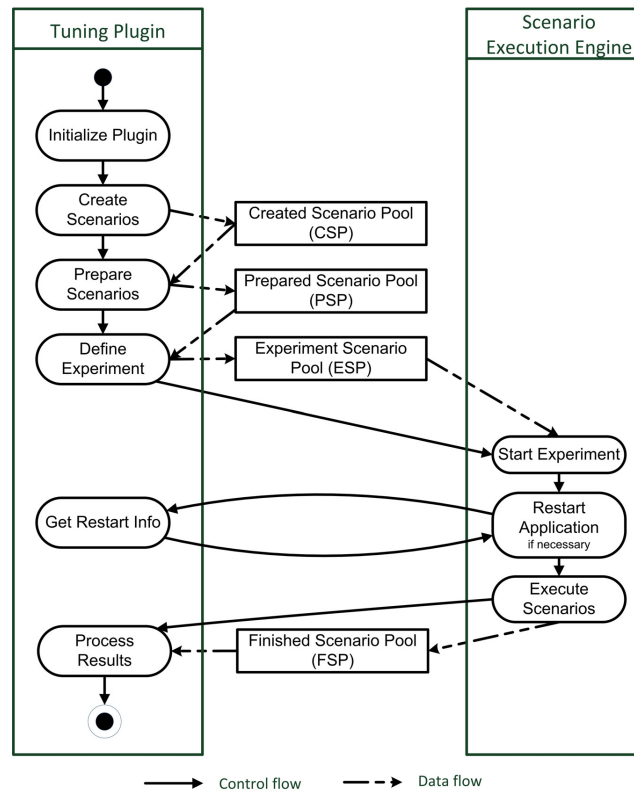 Tuning Plugin
Scenario
Execution Engine
Initialize Plugin
Create
Scenarios
Created Scenario Pool
(CSP)
Prepare
Scenarios
Prepared Scenario Pool
(PSP)
Define
Experiment
Experiment Scenario
Pool (ESP)
Start Experiment
Get Restart Info
Restart
Application
if necessary
Execute
Scenarios
Process
Results
Finished Scenario Pool
(FSP)
Control flow
Data flow